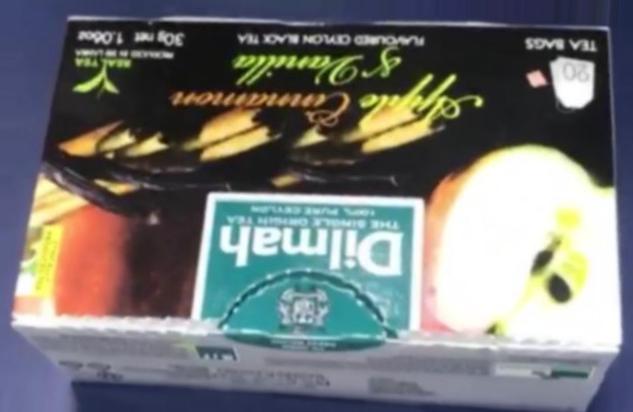 Dilmah
THE SINGLE ORIGIN TEA
100% PURE CEYLON
Apple Cinnamon
& Vanilla
FLAVOURED CEYLON BLACK TEA
20
TEA BAGS
REAL TEA
PRODUCED IN SRI LANKA
30g net 1.06oz